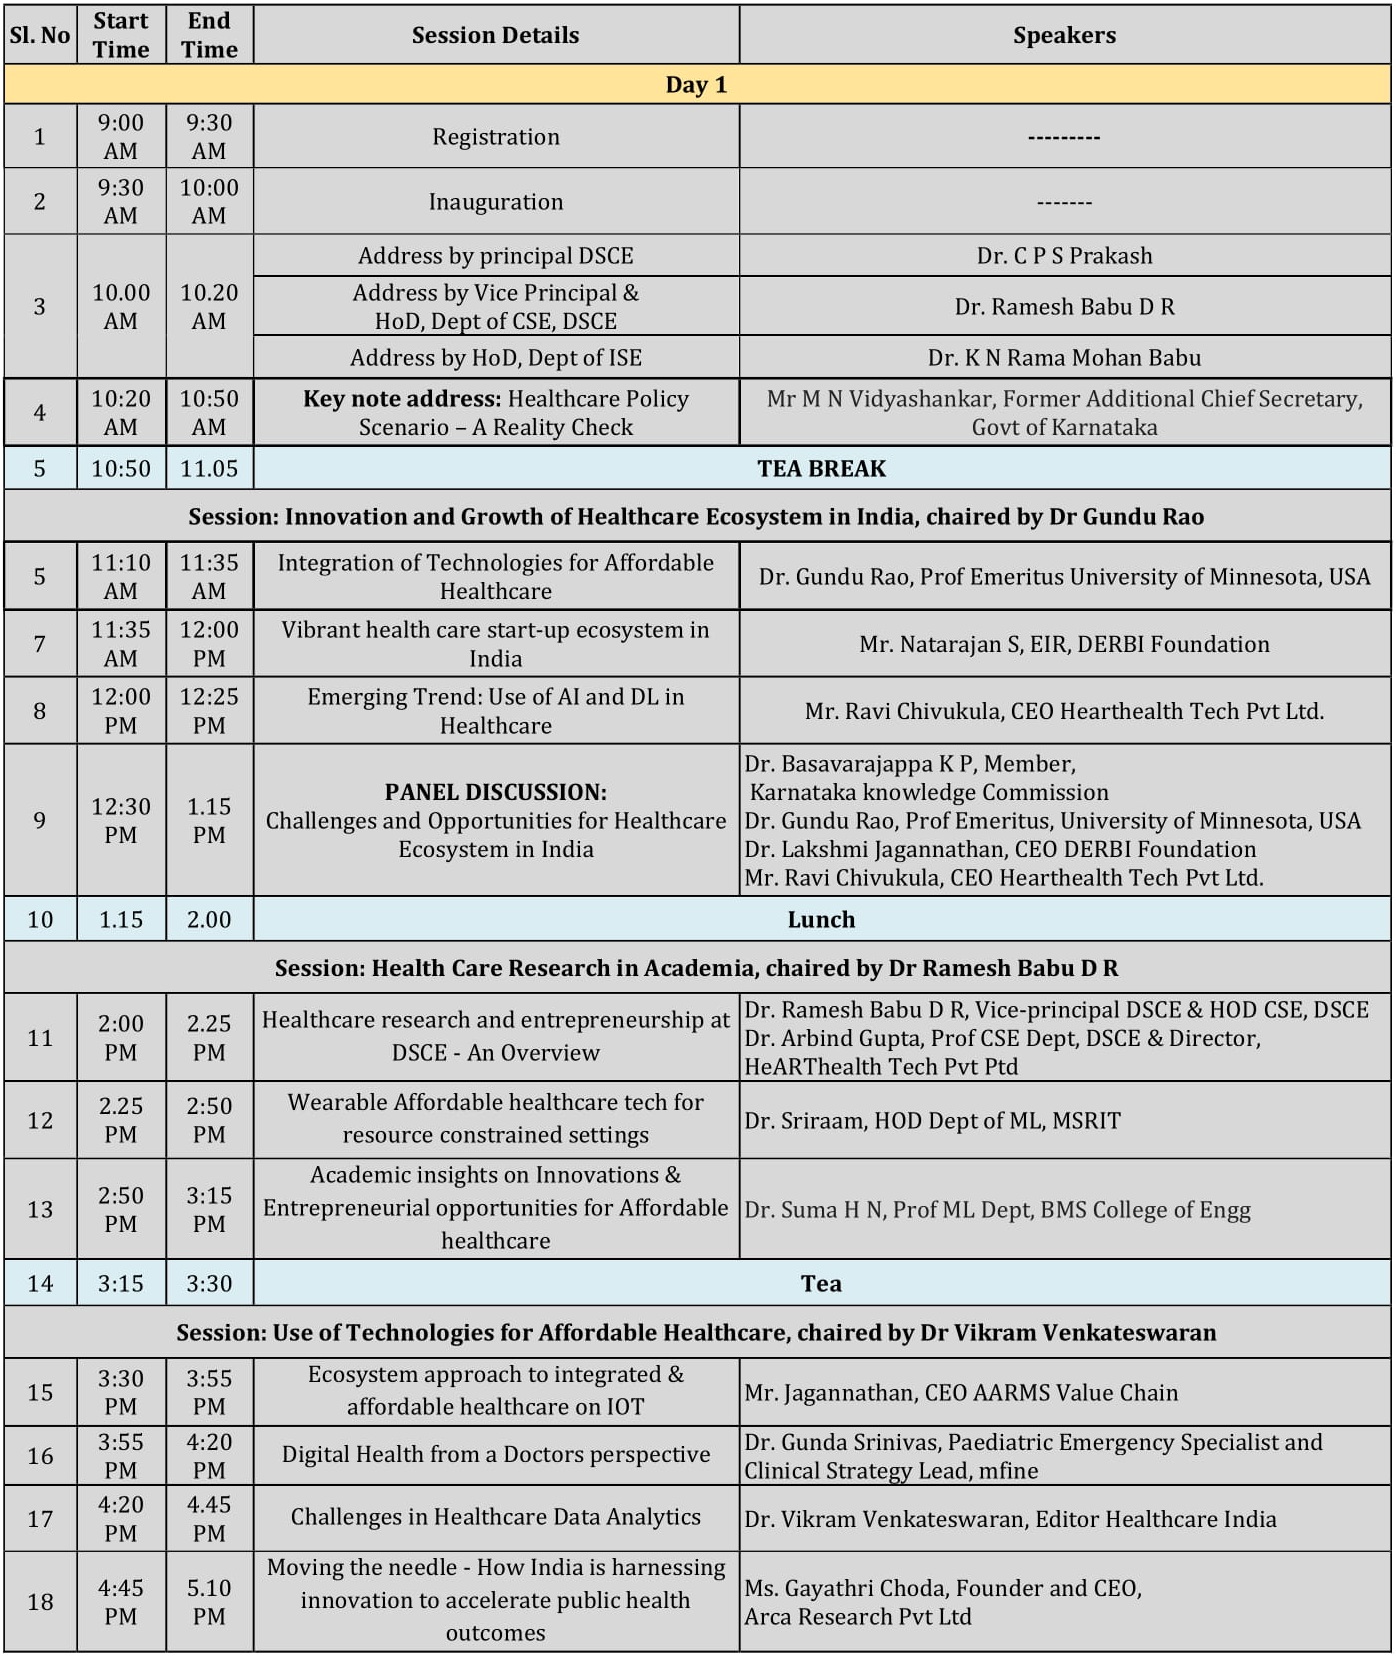 Sl. No Start Time End Time Session Details Speakers
Day 1
1 9:00 AM 9:30 AM Registration ---------
2 9:30 AM 10:00 AM Inauguration -------
3 10.00 AM 10.20 AM Address by principal DSCE Dr. C P S Prakash
Address by Vice Principal & Dr. Ramesh Babu D R
HoD, Dept of CSE, DSCE
Address by HoD, Dept of ISE Dr. K N Rama Mohan Babu
4 10:20 AM 10:50 AM Key note address: Healthcare Policy
Scenario – A Reality Check
Mr M N Vidyashankar, Former Additional Chief Secretary,
Govt of Karnataka
5 10:50 11.05 TEA BREAK
Session: Innovation and Growth of Healthcare Ecosystem in India, chaired by Dr Gundu Rao
5 11:10 AM 11:35 AM Integration of Technologies for Affordable
Healthcare
Dr. Gundu Rao, Prof Emeritus University of Minnesota, USA
7 11:35 AM 12:00 PM Vibrant health care start-up ecosystem in
India
Mr. Natarajan S, EIR, DERBI Foundation
8 12:00 PM 12:25 PM Emerging Trend: Use of AI and DL in
Healthcare
Mr. Ravi Chivukula, CEO Hearthealth Tech Pvt Ltd.
9 12:30 PM 1.15 PM PANEL DISCUSSION:
Challenges and Opportunities for Healthcare
Ecosystem in India
Dr. Basavarajappa K P, Member,
Karnataka knowledge Commission
Dr. Gundu Rao, Prof Emeritus, University of Minnesota, USA
Dr. Lakshmi Jagannathan, CEO DERBI Foundation
Mr. Ravi Chivukula, CEO Hearthealth Tech Pvt Ltd.
10 1.15 2.00 Lunch
Session: Health Care Research in Academia, chaired by Dr Ramesh Babu D R
11 2:00 PM 2.25 PM Healthcare research and entrepreneurship at
DSCE - An Overview
Dr. Ramesh Babu D R, Vice-principal DSCE & HOD CSE, DSCE
Dr. Arbind Gupta, Prof CSE Dept, DSCE & Director,
HeARThealth Tech Pvt Ptd
12 2.25 PM 2:50 PM Wearable Affordable healthcare tech for
resource constrained settings
Dr. Sriraam, HOD Dept of ML, MSRIT
13 2:50 PM 3:15 PM Academic insights on Innovations &
Entrepreneurial opportunities for Affordable
healthcare
Dr. Suma H N, Prof ML Dept, BMS College of Engg
14 3:15 3:30 Tea
Session: Use of Technologies for Affordable Healthcare, chaired by Dr Vikram Venkateswaran
15 3:30 PM 3:55 PM Ecosystem approach to integrated &
affordable healthcare on IOT
Mr. Jagannathan, CEO AARMS Value Chain
16 3:55 PM 4:20 PM Digital Health from a Doctors perspective
Dr. Gunda Srinivas, Paediatric Emergency Specialist and
Clinical Strategy Lead, mfine
17 4:20 PM 4.45 PM Challenges in Healthcare Data Analytics
Dr. Vikram Venkateswaran, Editor Healthcare India
18 4:45 PM 5.10 PM Moving the needle - How India is harnessing
innovation to accelerate public health
outcomes
Ms. Gayathri Choda, Founder and CEO,
Arca Research Pvt Ltd